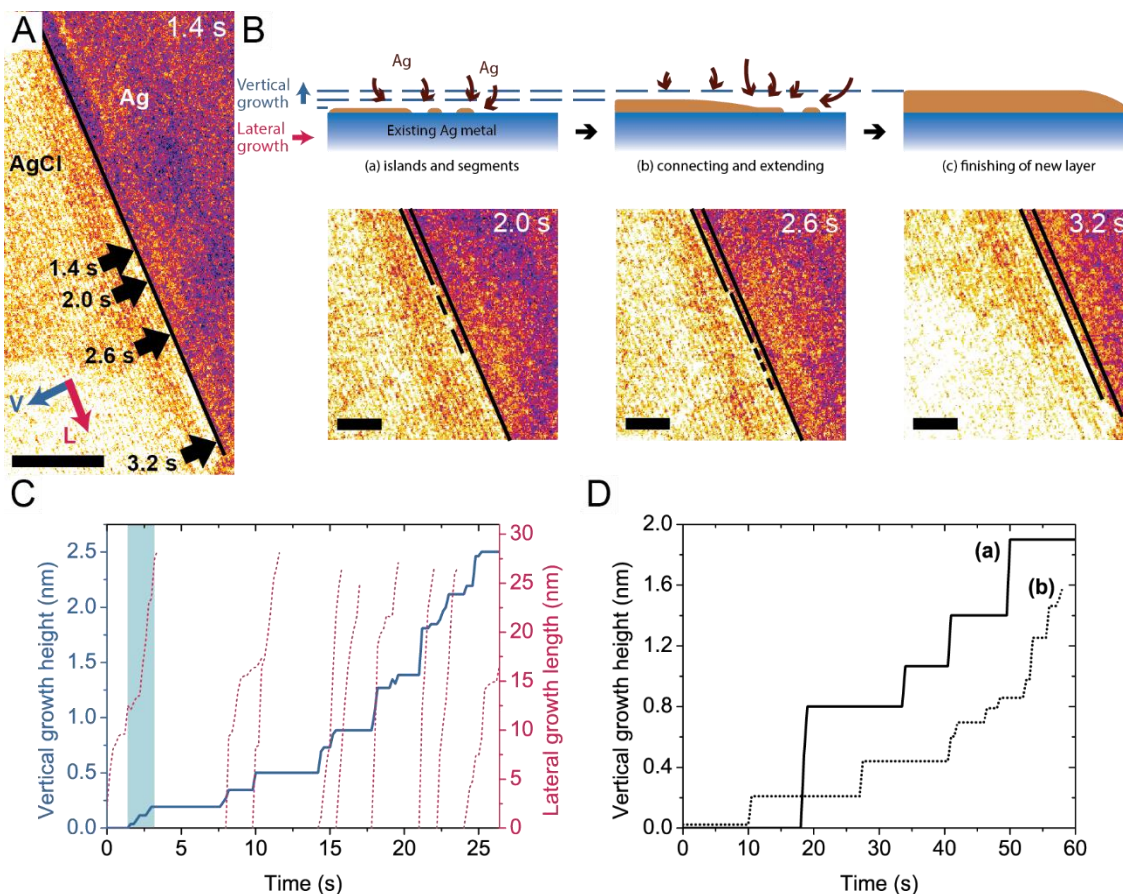 A
1.4 s
Ag
AgCl
1.4 s
2.0 s
2.6 s
3.2 s
V
L
B
Vertical growth
Lateral growth
Ag
Ag
Existing Ag metal
(a) islands and segments
(b) connecting and extending
(c) finishing of new layer
2.0 s
2.6 s
3.2 s
C
Vertical growth height (nm)
2.5
2.0
1.5
1.0
0.5
0.0
0
5
10
15
20
25
Time (s)
30
25
20
15
10
5
0
Lateral growth length (nm)
D
Vertical growth height (nm)
2.0
1.6
1.2
0.8
0.4
0.0
0
10
20
30
40
50
60
Time (s)
(a)
(b)